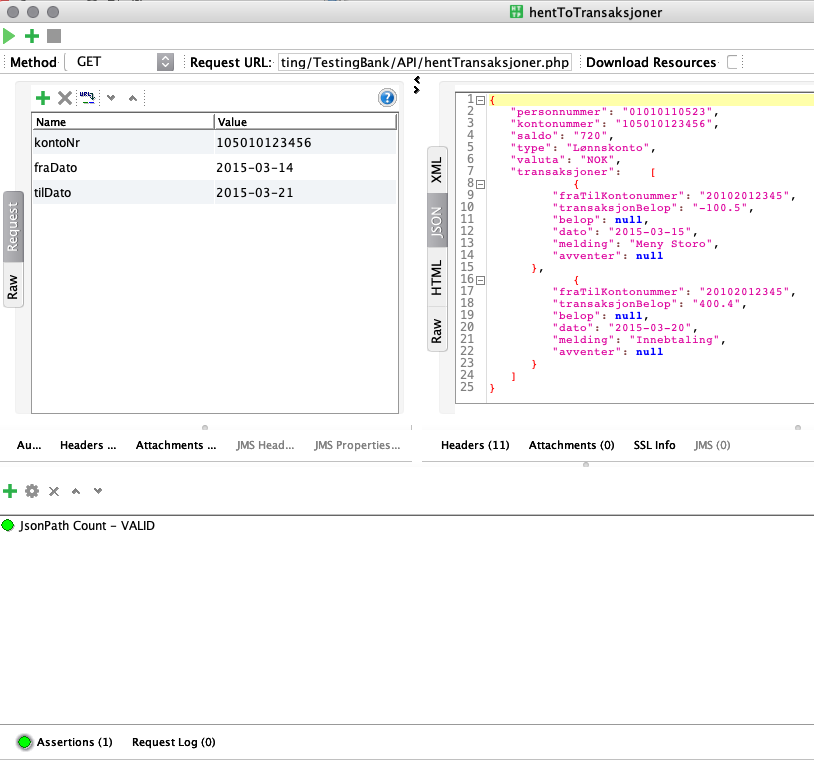 hentToTransaksjoner
Method GET Request URL: ting/TestingBank/API/hentTransaksjoner.php Download Resources
URL
?
Name Value
kontoNr 105010123456
fraDato 2015-03-14
tilDato 2015-03-21
Request
Raw
XML
JSON
HTML
Raw
1 {
2 "personnummer": "01010110523",
3 "kontonummer": "105010123456",
4 "saldo": "720",
5 "type": "Lønnskonto",
6 "valuta": "NOK",
7 "transaksjoner": [
8 {
9 "fraTilKontonummer": "20102012345",
10 "transaksjonBelop": "-100.5",
11 "belop": null,
12 "dato": "2015-03-15",
13 "melding": "Meny Storo",
14 "avventer": null
15 },
16 {
17 "fraTilKontonummer": "20102012345",
18 "transaksjonBelop": "400.4",
19 "belop": null,
20 "dato": "2015-03-20",
21 "melding": "Innebtaling",
22 "avventer": null
23 }
24 ]
25 }
Au... Headers ... Attachments ... JMS Head... JMS Properties...
Headers (11) Attachments (0) SSL Info JMS (0)
JsonPath Count - VALID
Assertions (1) Request Log (0)